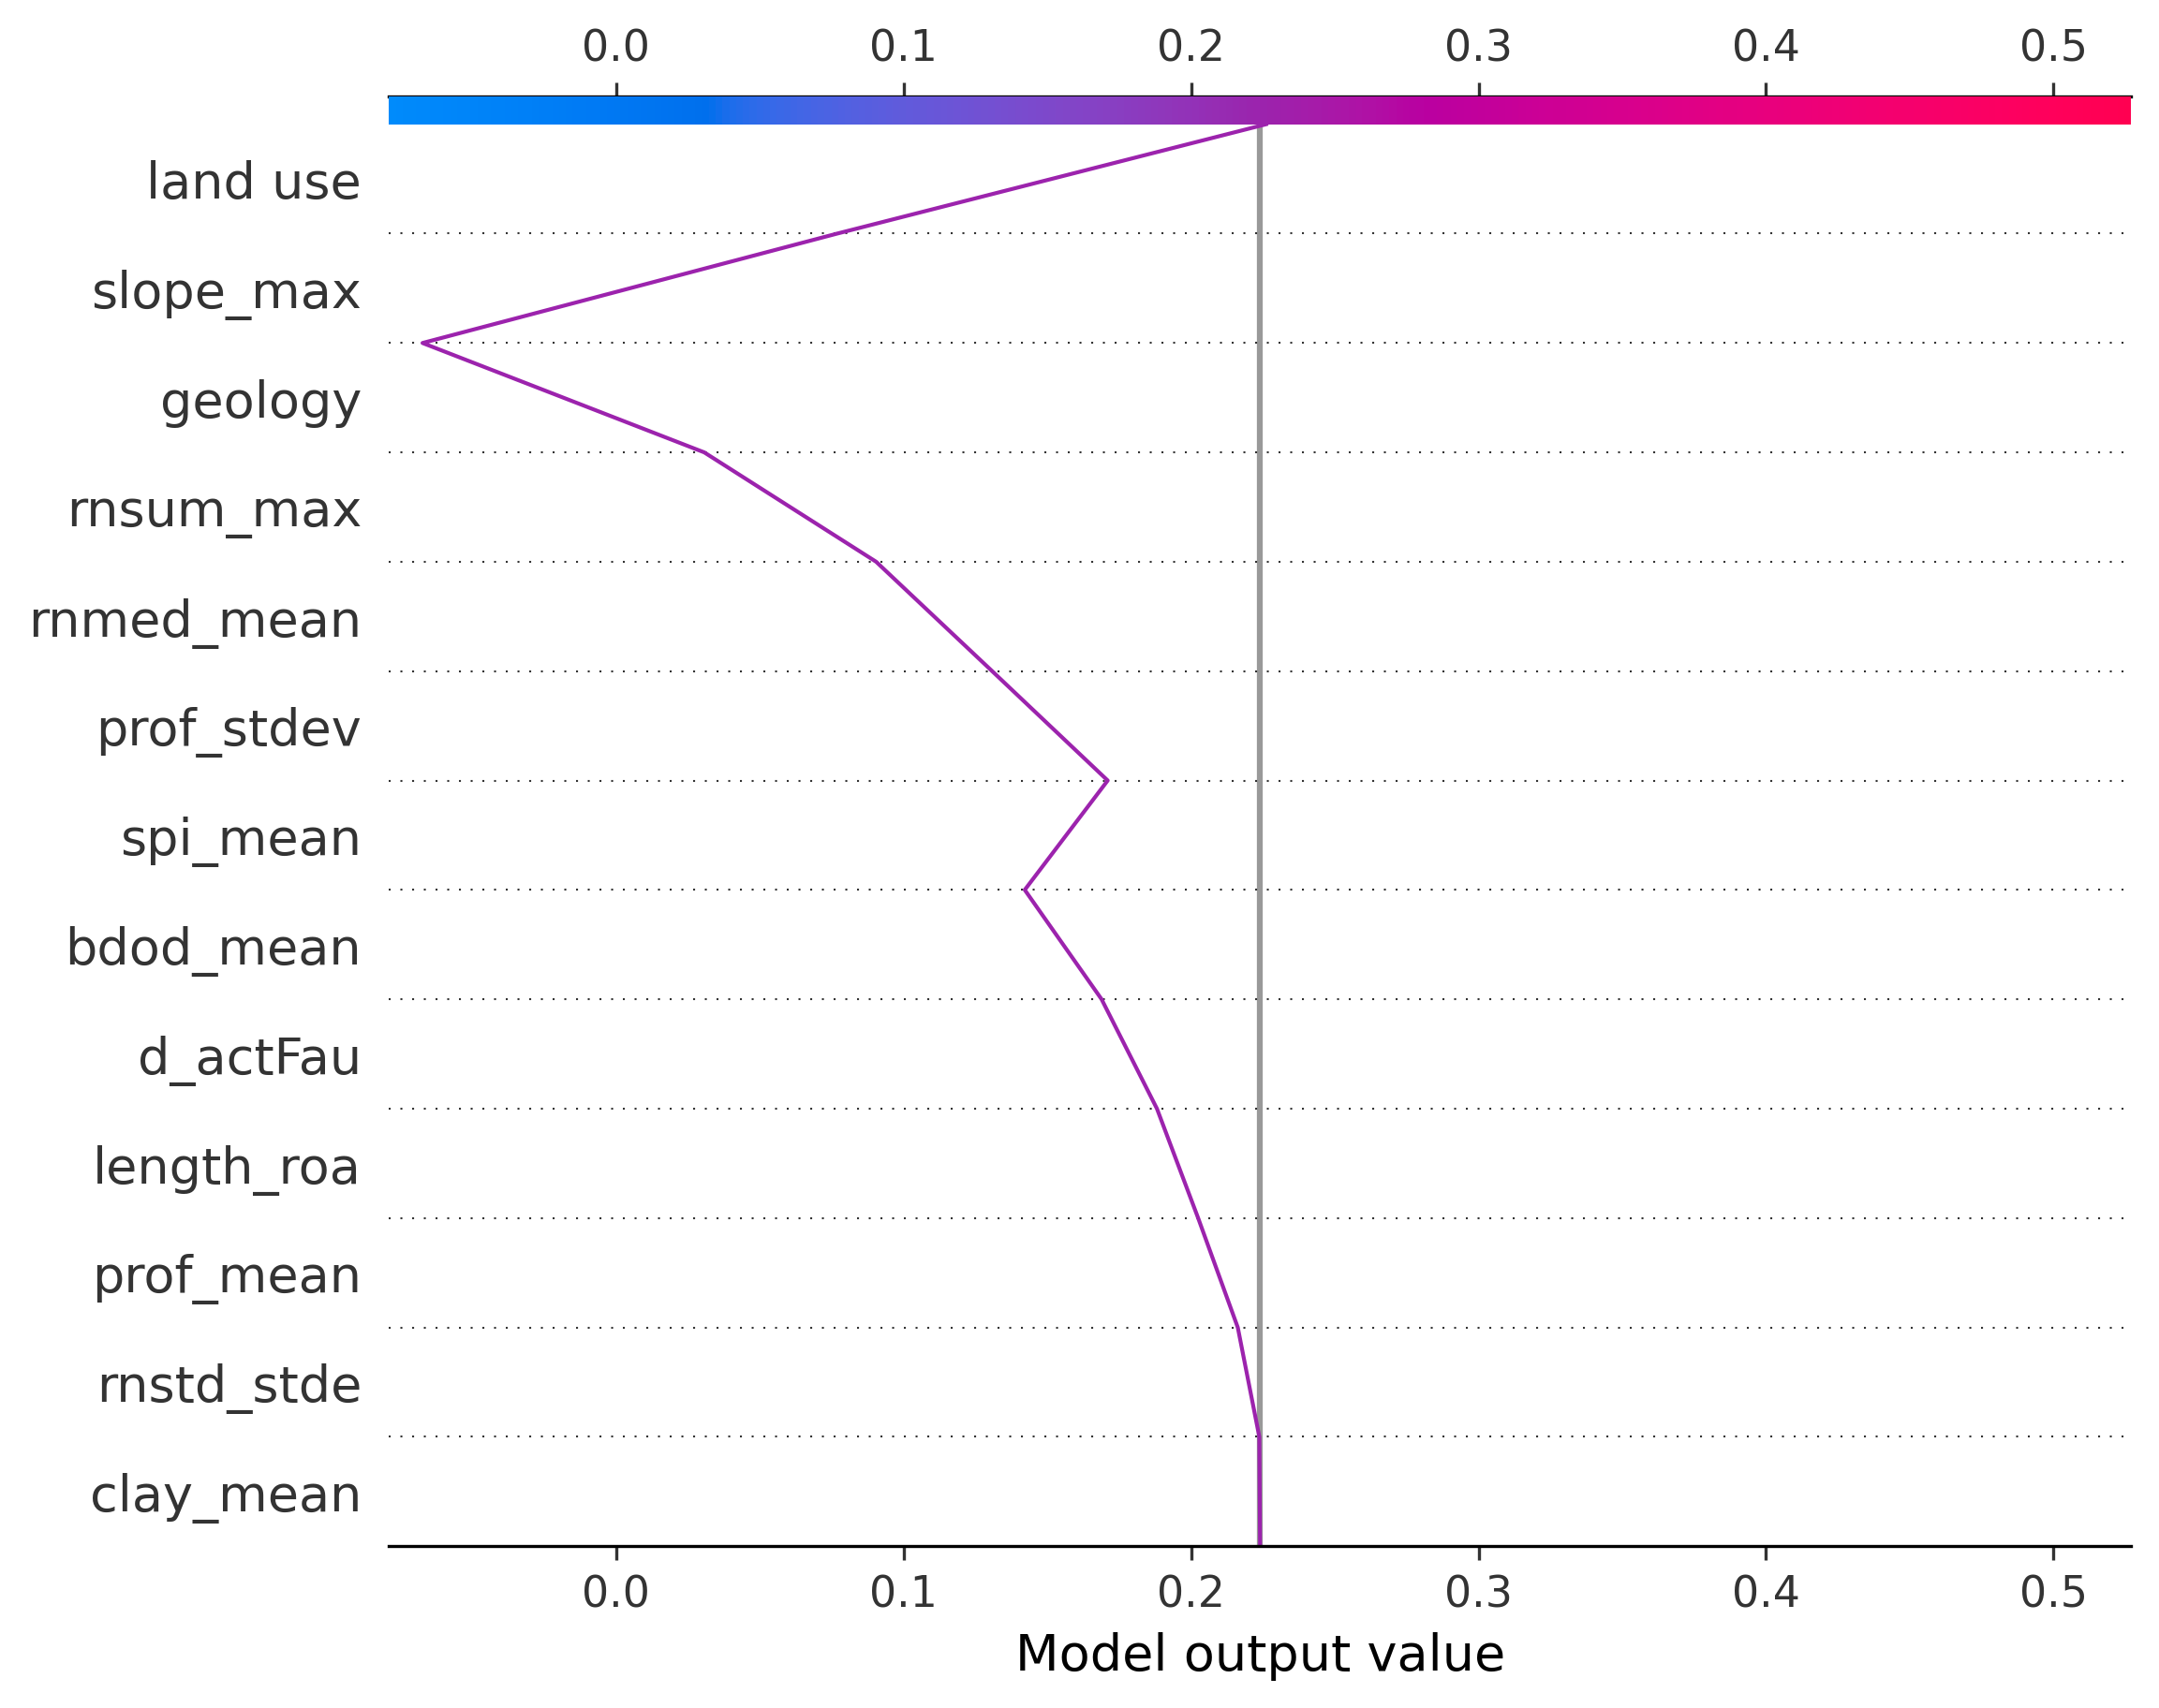 0.0 0.1 0.2 0.3 0.4 0.5
land use
slope_max
geology
rnsum_max
rnmed_mean
prof_stdev
spi_mean
bdod_mean
d_actFau
length_roa
prof_mean
rnstd_stde
clay_mean
0.0 0.1 0.2 0.3 0.4 0.5
Model output value